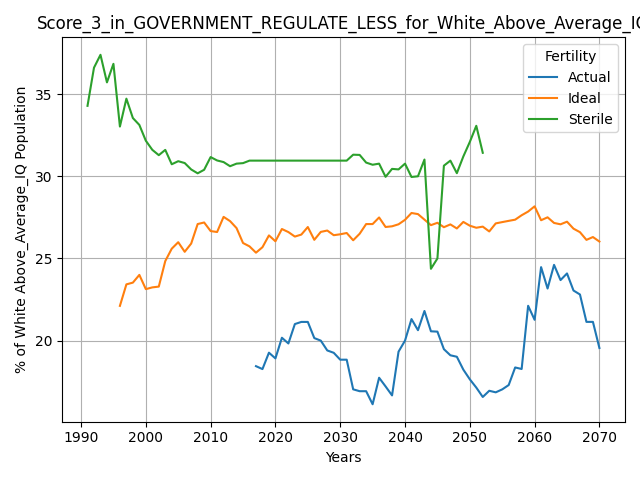 Score_3_in_GOVERNMENT_REGULATE_LESS_for_White_Above_Average_IQ
Fertility
Actual
Ideal
Sterile
% of White Above_Average_IQ Population
35
30
25
20
1990 2000 2010 2020 2030 2040 2050 2060 2070
Years